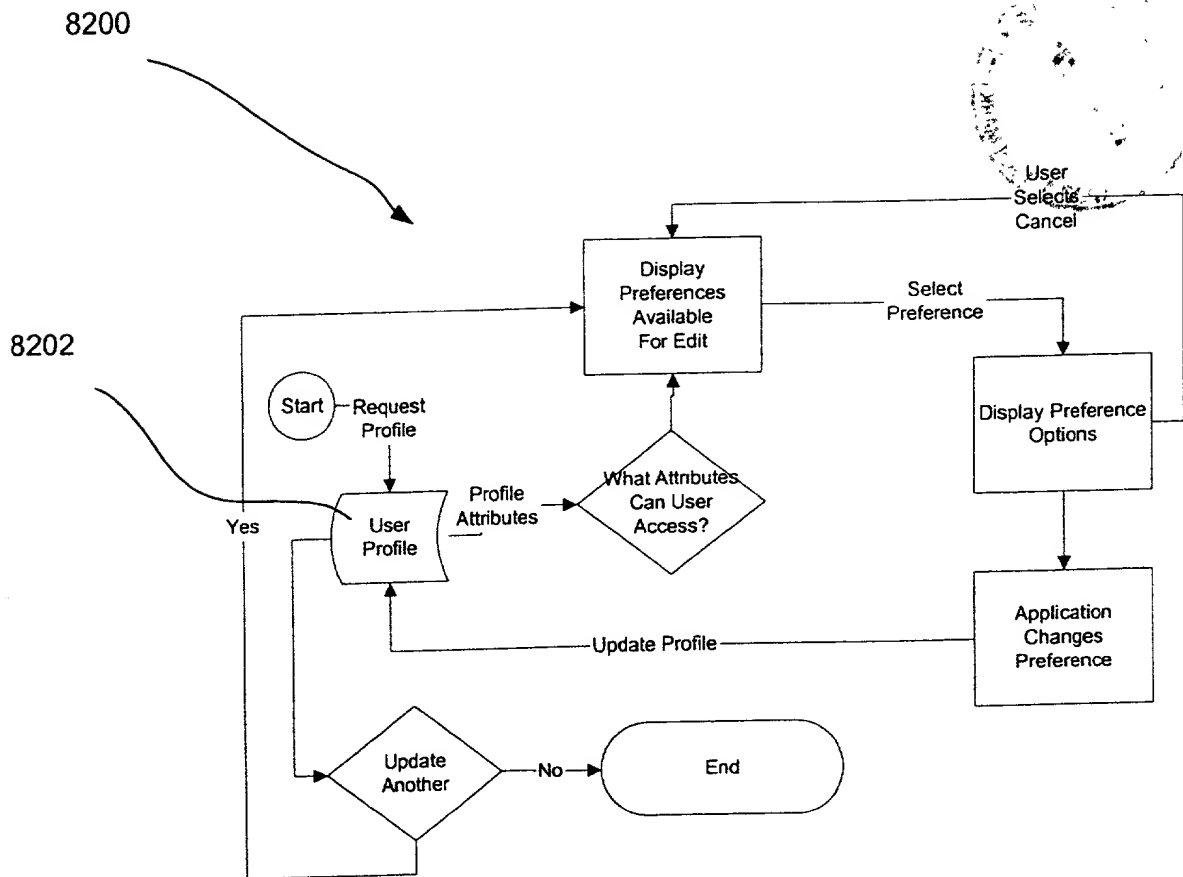 8200
User
Selects
Cancel
Display
Preferences
Available
For Edit
Select
Preference
8202
Start
Request
Profile
Display Preference
Options
What Attributes
Can User
Access?
Profile
Attributes
User
Profile
Yes
Application
Changes
Preference
Update Profile
Update
Another
No
End